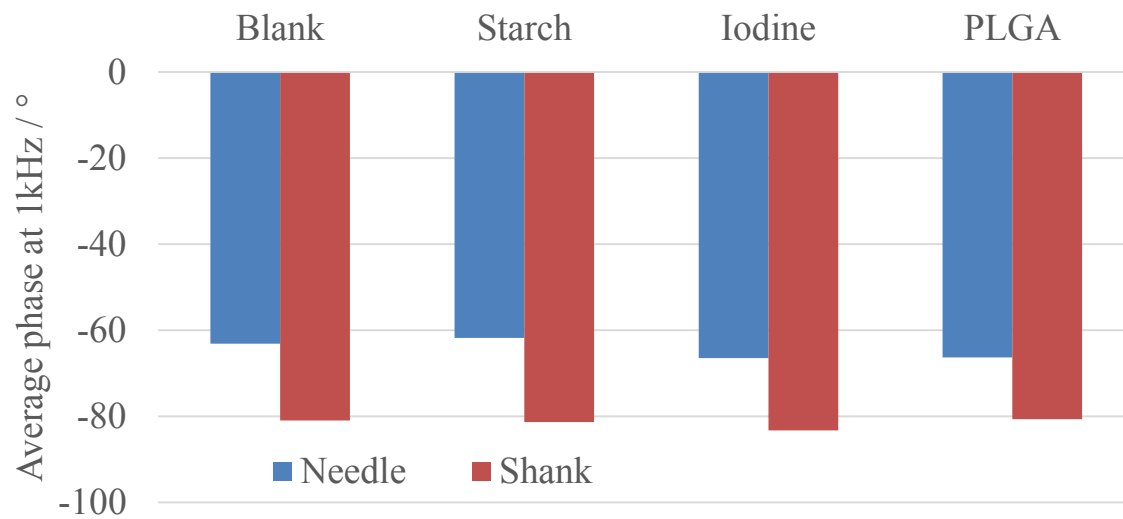 Blank Starch Iodine PLGA
0
-20
-40
-60
-80
-100
Average phase at 1kHz / °
Needle Shank